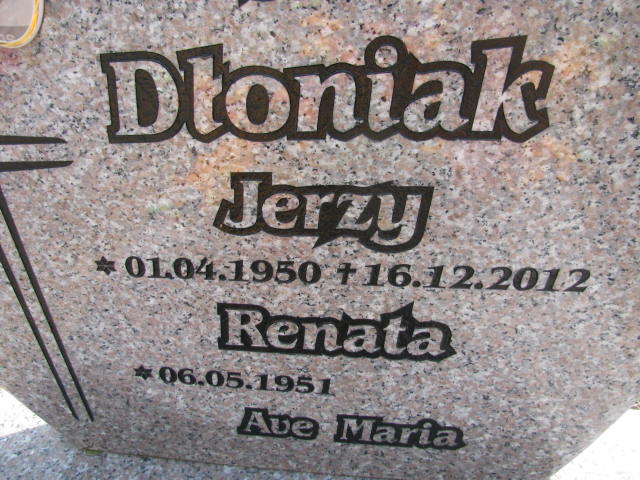 Dłoniak
Jerzy
* 01.04.1950 † 16.12.2012
Renata
* 06.05.1951
Ave Maria